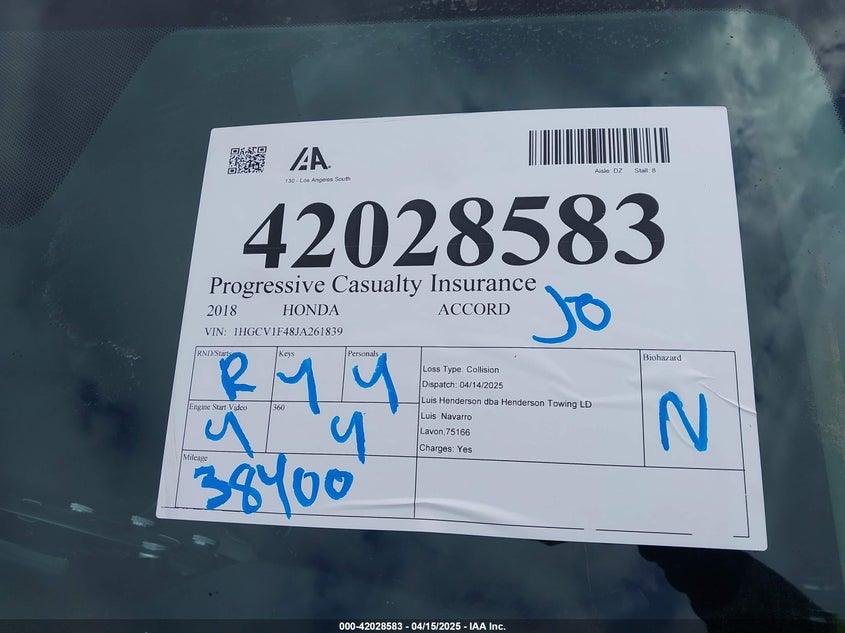 IAA
130 - Los Angeles South
Aisle: DZ Stall: 8
42028583
Progressive Casualty Insurance
2018 HONDA ACCORD
JO
VIN: 1HGCV1F48JA261839
RND/Starts Keys Personals
R Y Y
Engine Start Video 360
Y Y
Mileage
38400
Loss Type: Collision
Dispatch: 04/14/2025
Luis Henderson dba Henderson Towing LD
Luis Navarro
Lavon,75166
Charges: Yes
Biohazard
N
000-42028583 - 04/15/2025 - IAA Inc.